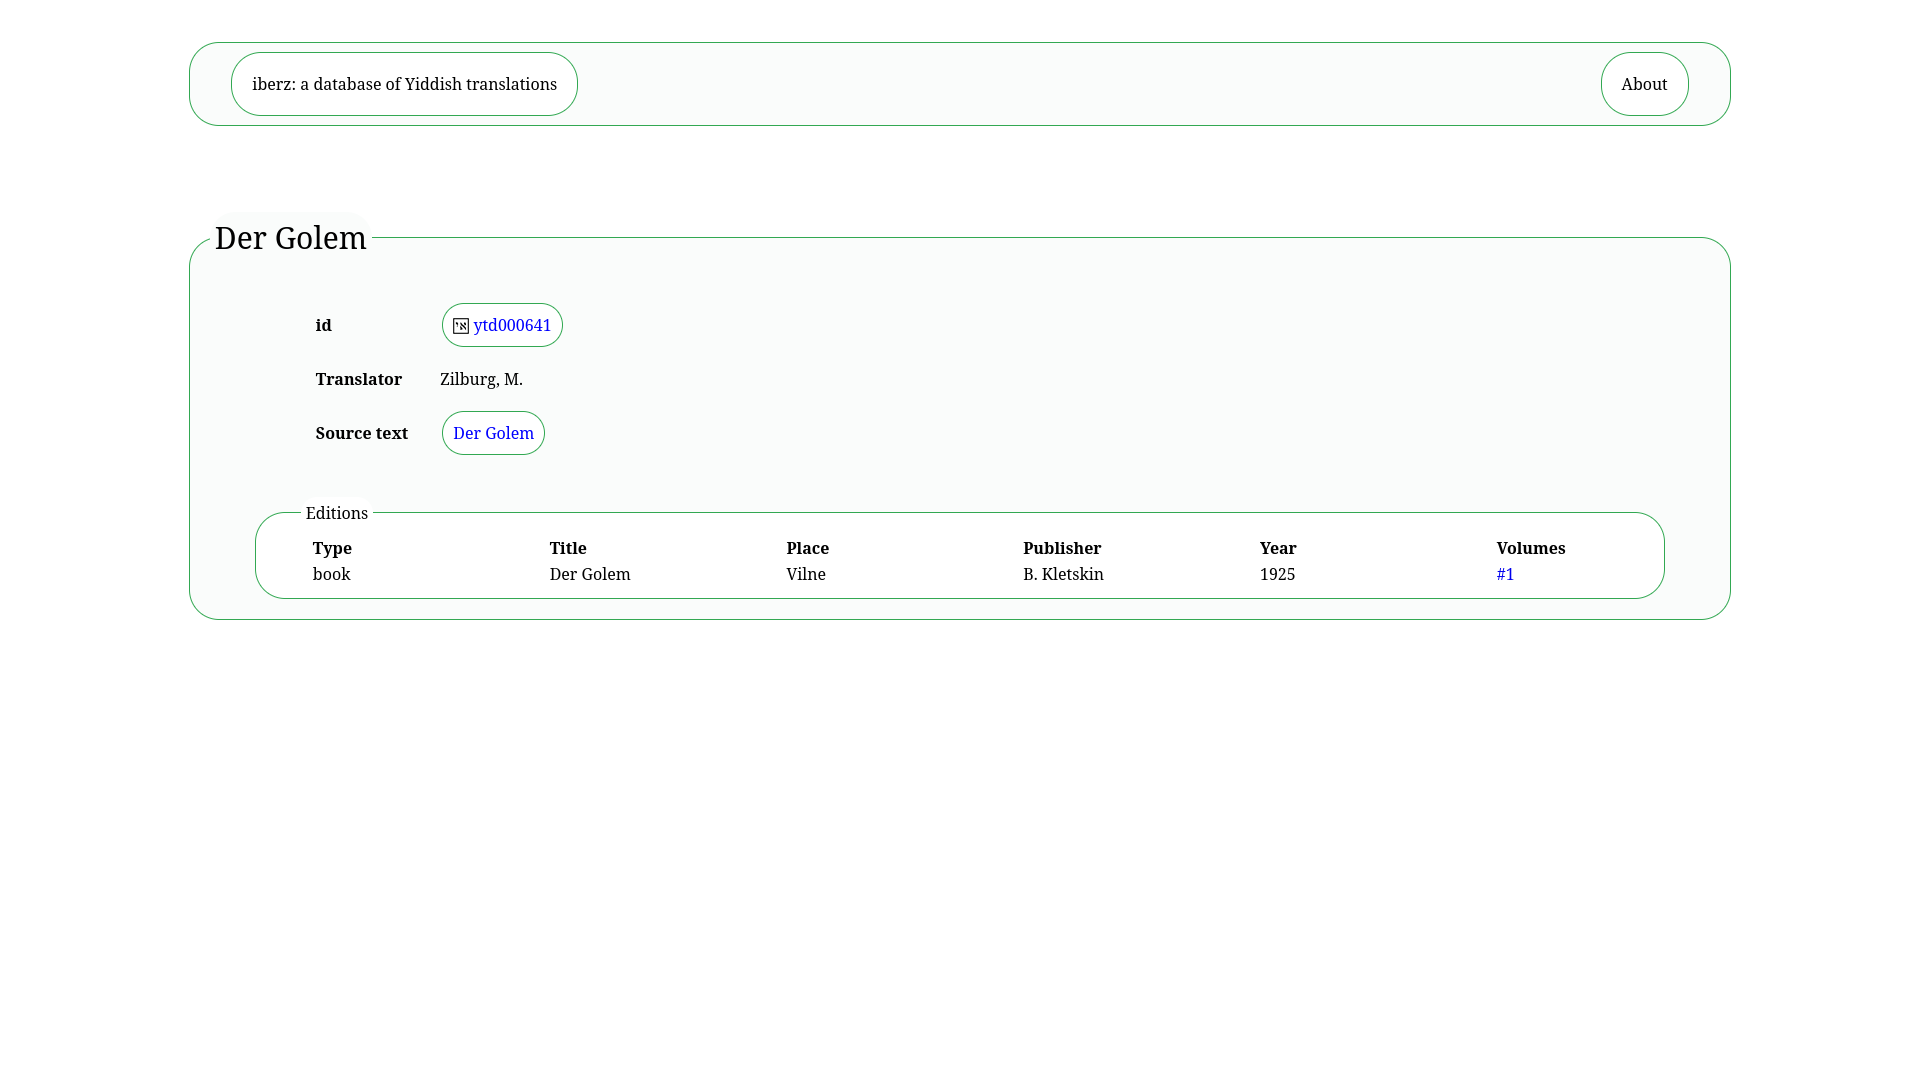 iberz: a database of Yiddish translations
About
Der Golem
id ytd000641
Translator Zilburg, M.
Source text Der Golem
Editions
Type Title Place Publisher Year Volumes
book Der Golem Vilne B. Kletskin 1925 #1